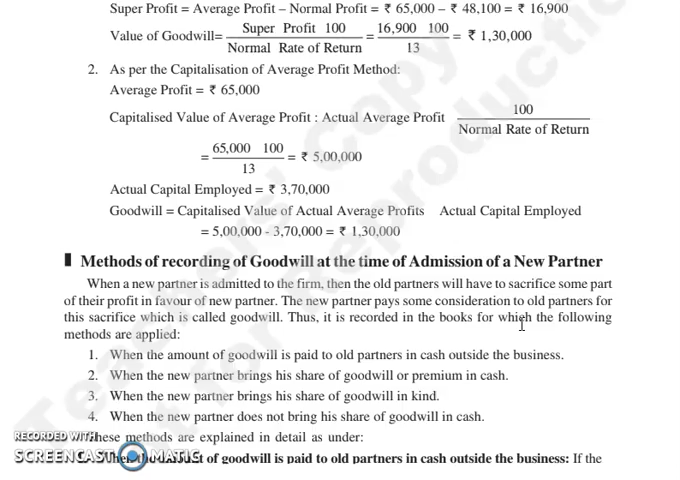 Super Profit = Average Profit – Normal Profit = ₹ 65,000 – ₹ 48,100 = ₹ 16,900
Value of Goodwill= Super Profit 100 / Normal Rate of Return = 16,900 100 / 13 = ₹ 1,30,000
2. As per the Capitalisation of Average Profit Method:
Average Profit = ₹ 65,000
Capitalised Value of Average Profit : Actual Average Profit 100 / Normal Rate of Return
= 65,000 100 / 13 = ₹ 5,00,000
Actual Capital Employed = ₹ 3,70,000
Goodwill = Capitalised Value of Actual Average Profits Actual Capital Employed
= 5,00,000 - 3,70,000 = ₹ 1,30,000
Methods of recording of Goodwill at the time of Admission of a New Partner
When a new partner is admitted to the firm, then the old partners will have to sacrifice some part
of their profit in favour of new partner. The new partner pays some consideration to old partners for
this sacrifice which is called goodwill. Thus, it is recorded in the books for which the following
methods are applied:
1. When the amount of goodwill is paid to old partners in cash outside the business.
2. When the new partner brings his share of goodwill or premium in cash.
3. When the new partner brings his share of goodwill in kind.
4. When the new partner does not bring his share of goodwill in cash.
RECORDED WITH
these methods are explained in detail as under:
SCREENCAST MATIC
of goodwill is paid to old partners in cash outside the business: If the
Teachers' Copy
for Reproduction